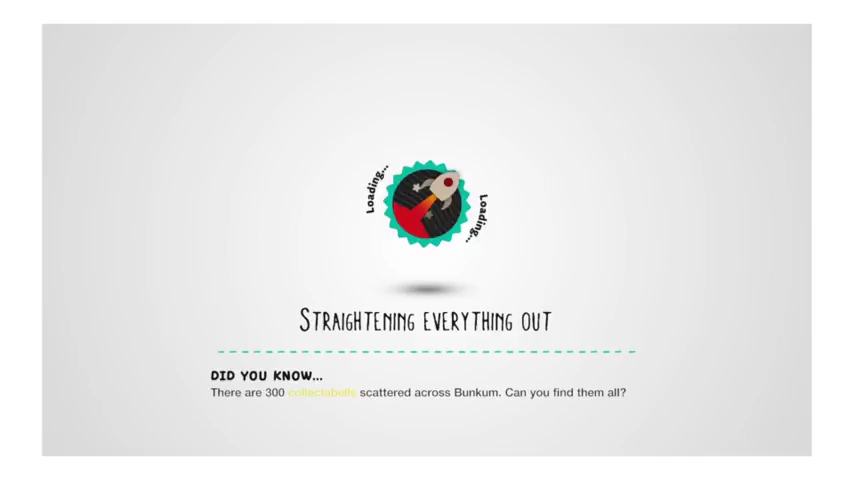 Loading...
Loading...
STRAIGHTENING EVERYTHING OUT
DID YOU KNOW...
There are 300 collectabells scattered across Bunkum. Can you find them all?